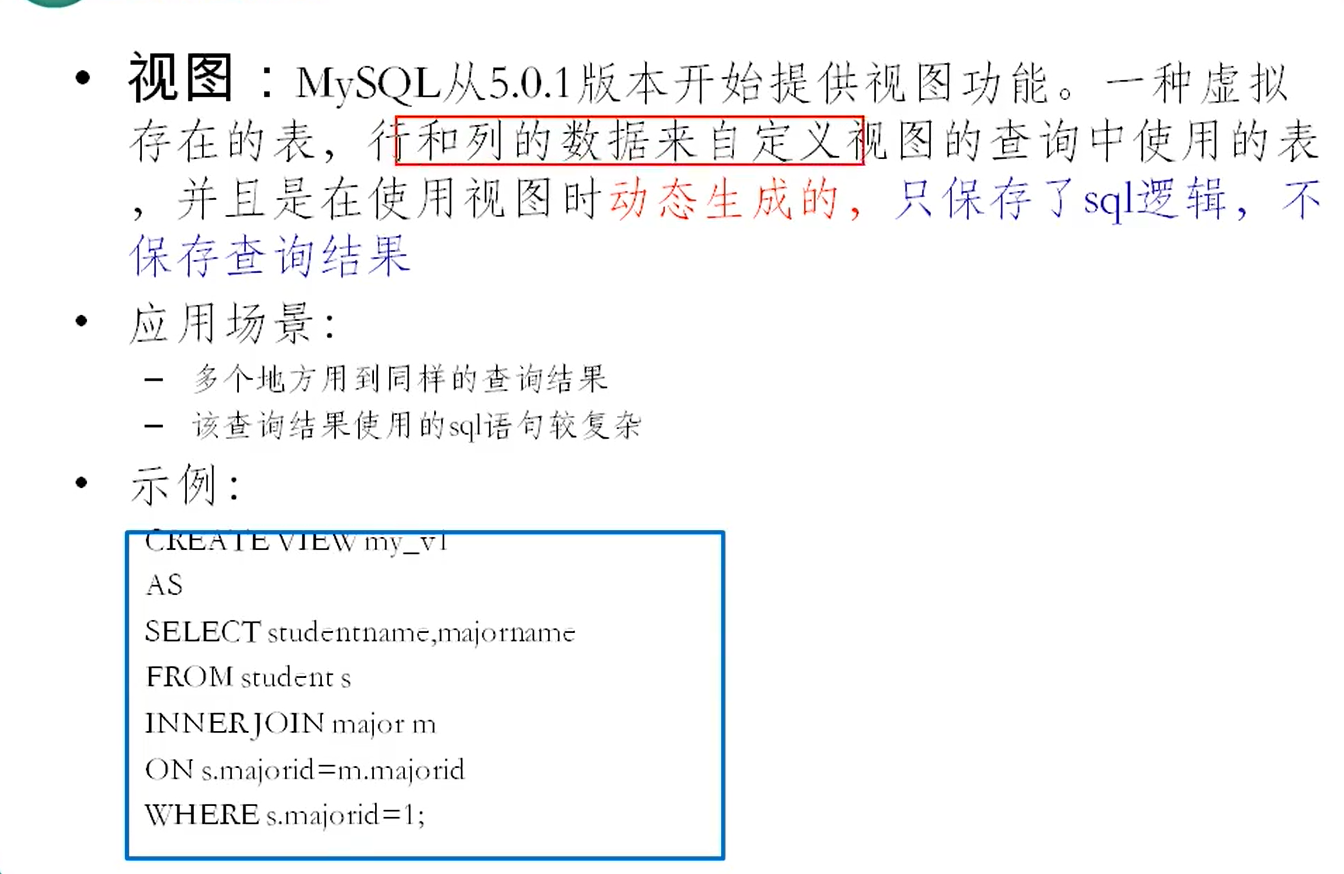 • 视图：MySQL从5.0.1版本开始提供视图功能。一种虚拟
存在的表，行和列的数据来自定义视图的查询中使用的表
，并且是在使用视图时动态生成的，只保存了sql逻辑，不
保存查询结果
• 应用场景：
– 多个地方用到同样的查询结果
– 该查询结果使用的sql语句较复杂
• 示例：
CREATE VIEW my_v1
AS
SELECT studentname,majorname
FROM student s
INNER JOIN major m
ON s.majorid=m.majorid
WHERE s.majorid=1;